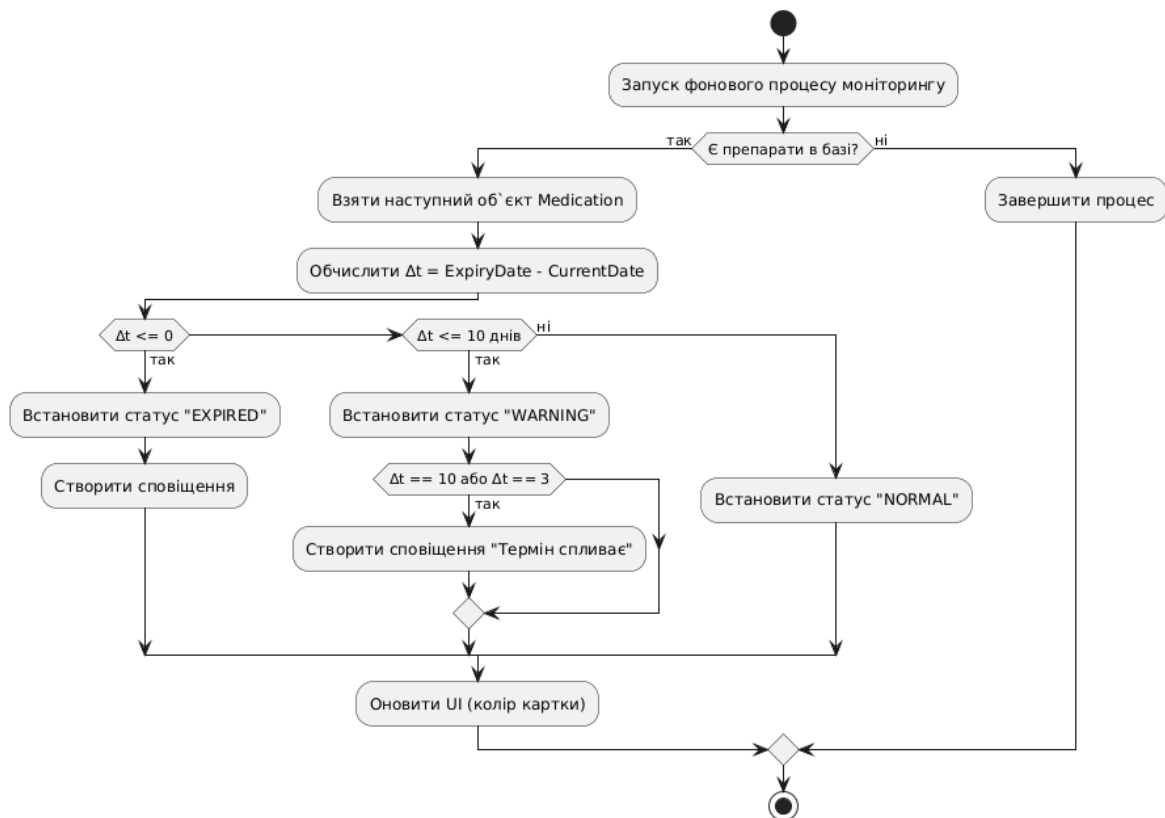 Запуск фонового процесу моніторингу
так
Є препарати в базі?
ні
Взяти наступний об`єкт Medication
Завершити процес
Обчислити Δt = ExpiryDate - CurrentDate
Δt <= 0
Δt <= 10 днів
ні
так
так
Встановити статус "EXPIRED"
Встановити статус "WARNING"
Створити сповіщення
Δt == 10 або Δt == 3
Встановити статус "NORMAL"
так
Створити сповіщення "Термін спливає"
Оновити UI (колір картки)